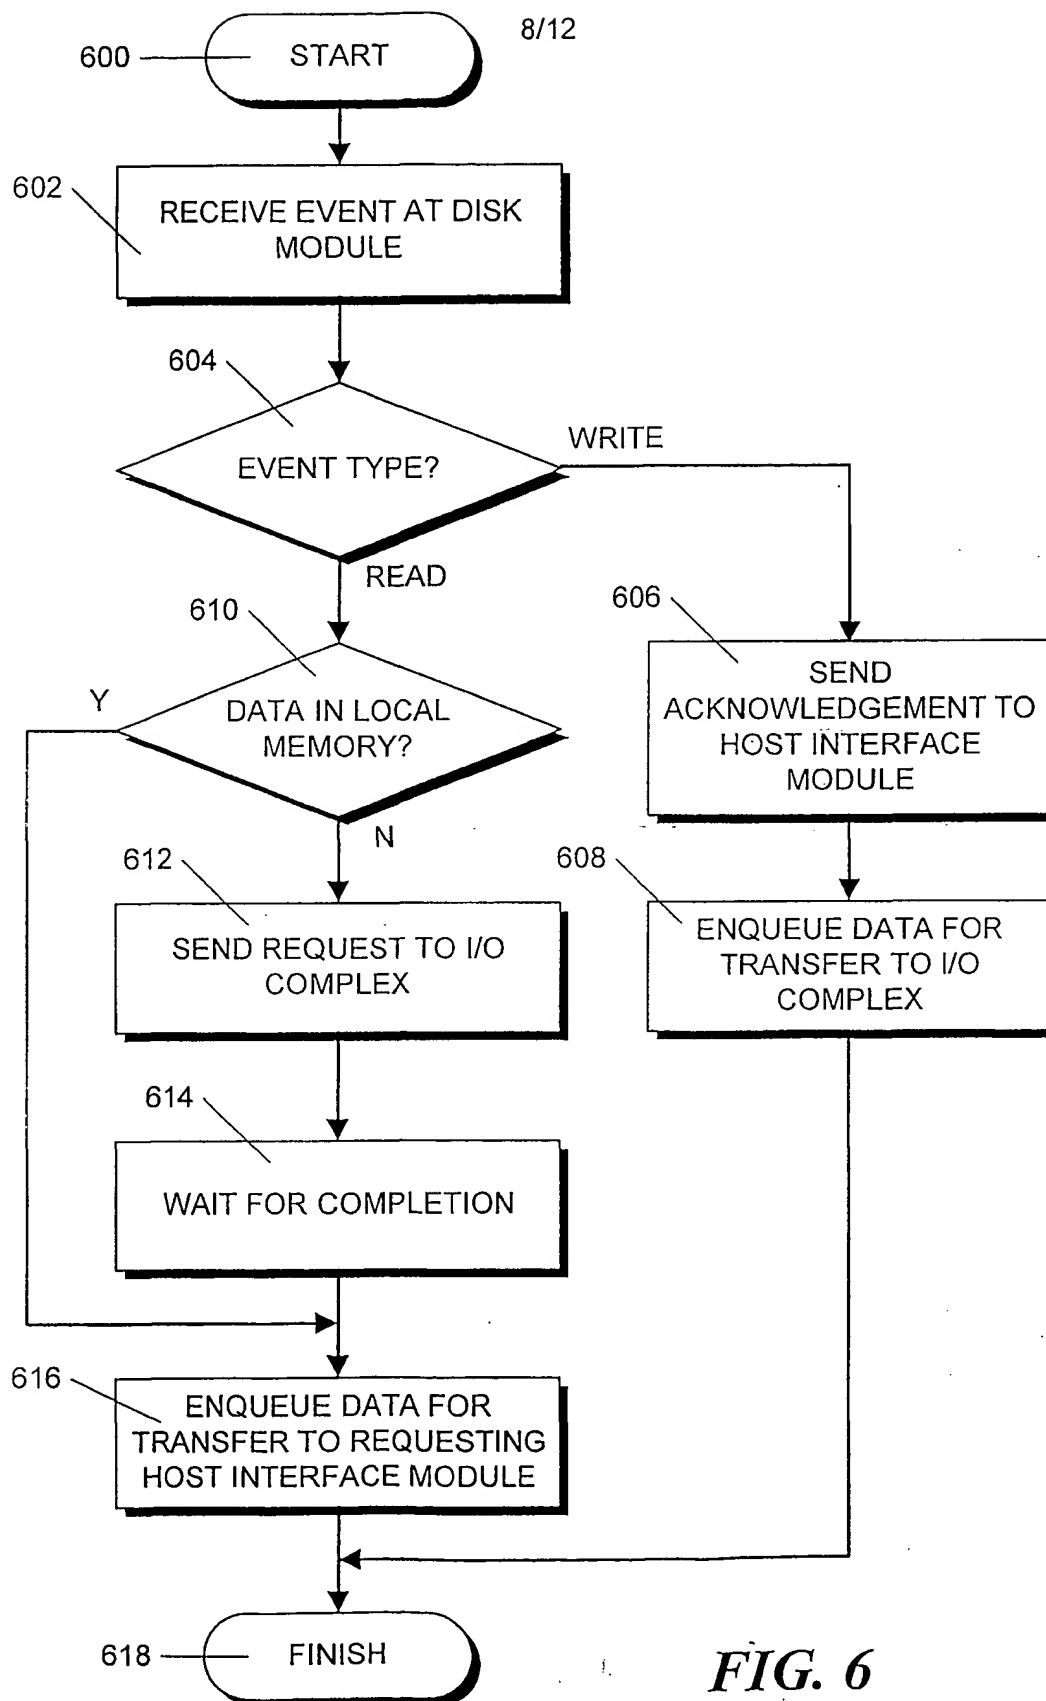 8/12
600
START
602
RECEIVE EVENT AT DISK
MODULE
604
EVENT TYPE?
WRITE
READ
610
Y
DATA IN LOCAL
MEMORY?
N
606
SEND
ACKNOWLEDGEMENT TO
HOST INTERFACE
MODULE
612
SEND REQUEST TO I/O
COMPLEX
608
ENQUEUE DATA FOR
TRANSFER TO I/O
COMPLEX
614
WAIT FOR COMPLETION
616
ENQUEUE DATA FOR
TRANSFER TO REQUESTING
HOST INTERFACE MODULE
618
FINISH
FIG. 6